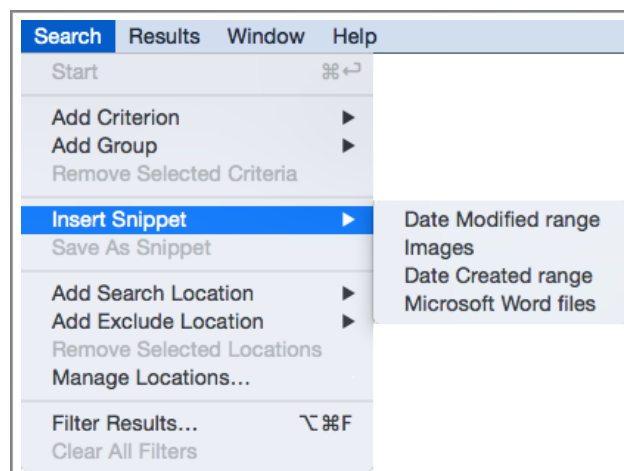 Search Results Window Help
Start ⌘↩
Add Criterion ▶
Add Group ▶
Remove Selected Criteria
Insert Snippet ▶
Date Modified range
Save As Snippet
Images
Date Created range
Microsoft Word files
Add Search Location ▶
Add Exclude Location ▶
Remove Selected Locations
Manage Locations...
Filter Results... ⌥⌘F
Clear All Filters